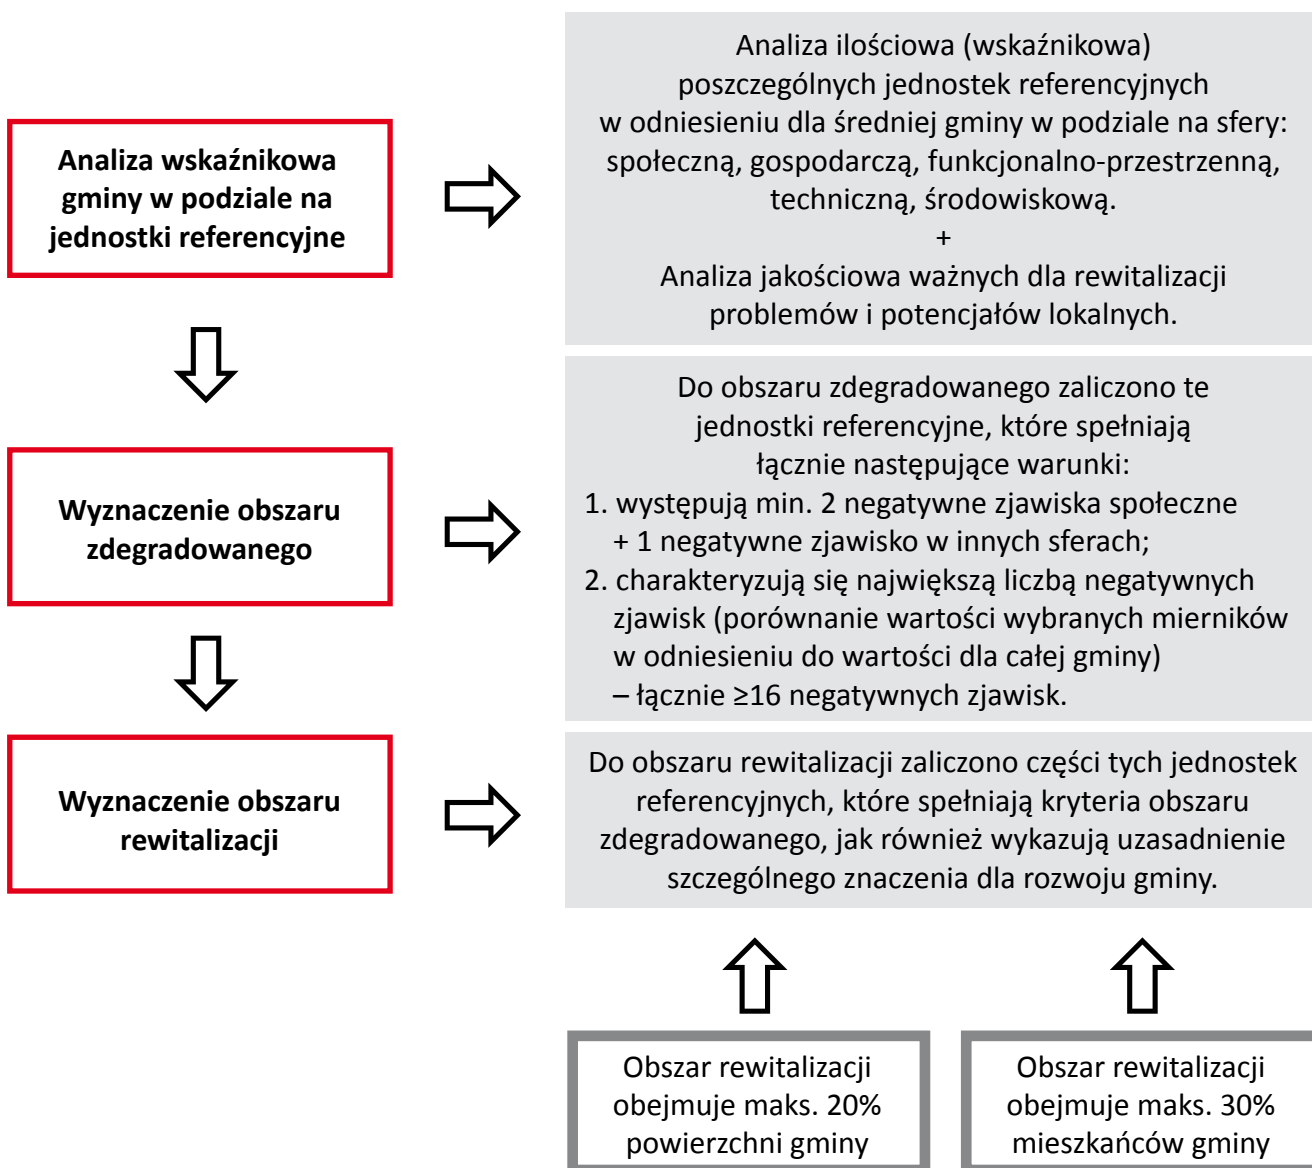 Analiza wskaźnikowa
gminy w podziale na
jednostki referencyjne
Analiza ilościowa (wskaźnikowa)
poszczególnych jednostek referencyjnych
w odniesieniu dla średniej gminy w podziale na sfery:
społeczną, gospodarczą, funkcjonalno-przestrzenną,
techniczną, środowiskową.
+
Analiza jakościowa ważnych dla rewitalizacji
problemów i potencjałów lokalnych.
Wyznaczenie obszaru
zdegradowanego
Do obszaru zdegradowanego zaliczono te
jednostki referencyjne, które spełniają
łącznie następujące warunki:
1. występują min. 2 negatywne zjawiska społeczne
+ 1 negatywne zjawisko w innych sferach;
2. charakteryzują się największą liczbą negatywnych
zjawisk (porównanie wartości wybranych mierników
w odniesieniu do wartości dla całej gminy)
– łącznie ≥16 negatywnych zjawisk.
Wyznaczenie obszaru
rewitalizacji
Do obszaru rewitalizacji zaliczono części tych jednostek
referencyjnych, które spełniają kryteria obszaru
zdegradowanego, jak również wykazują uzasadnienie
szczególnego znaczenia dla rozwoju gminy.
Obszar rewitalizacji
obejmuje maks. 20%
powierzchni gminy
Obszar rewitalizacji
obejmuje maks. 30%
mieszkańców gminy